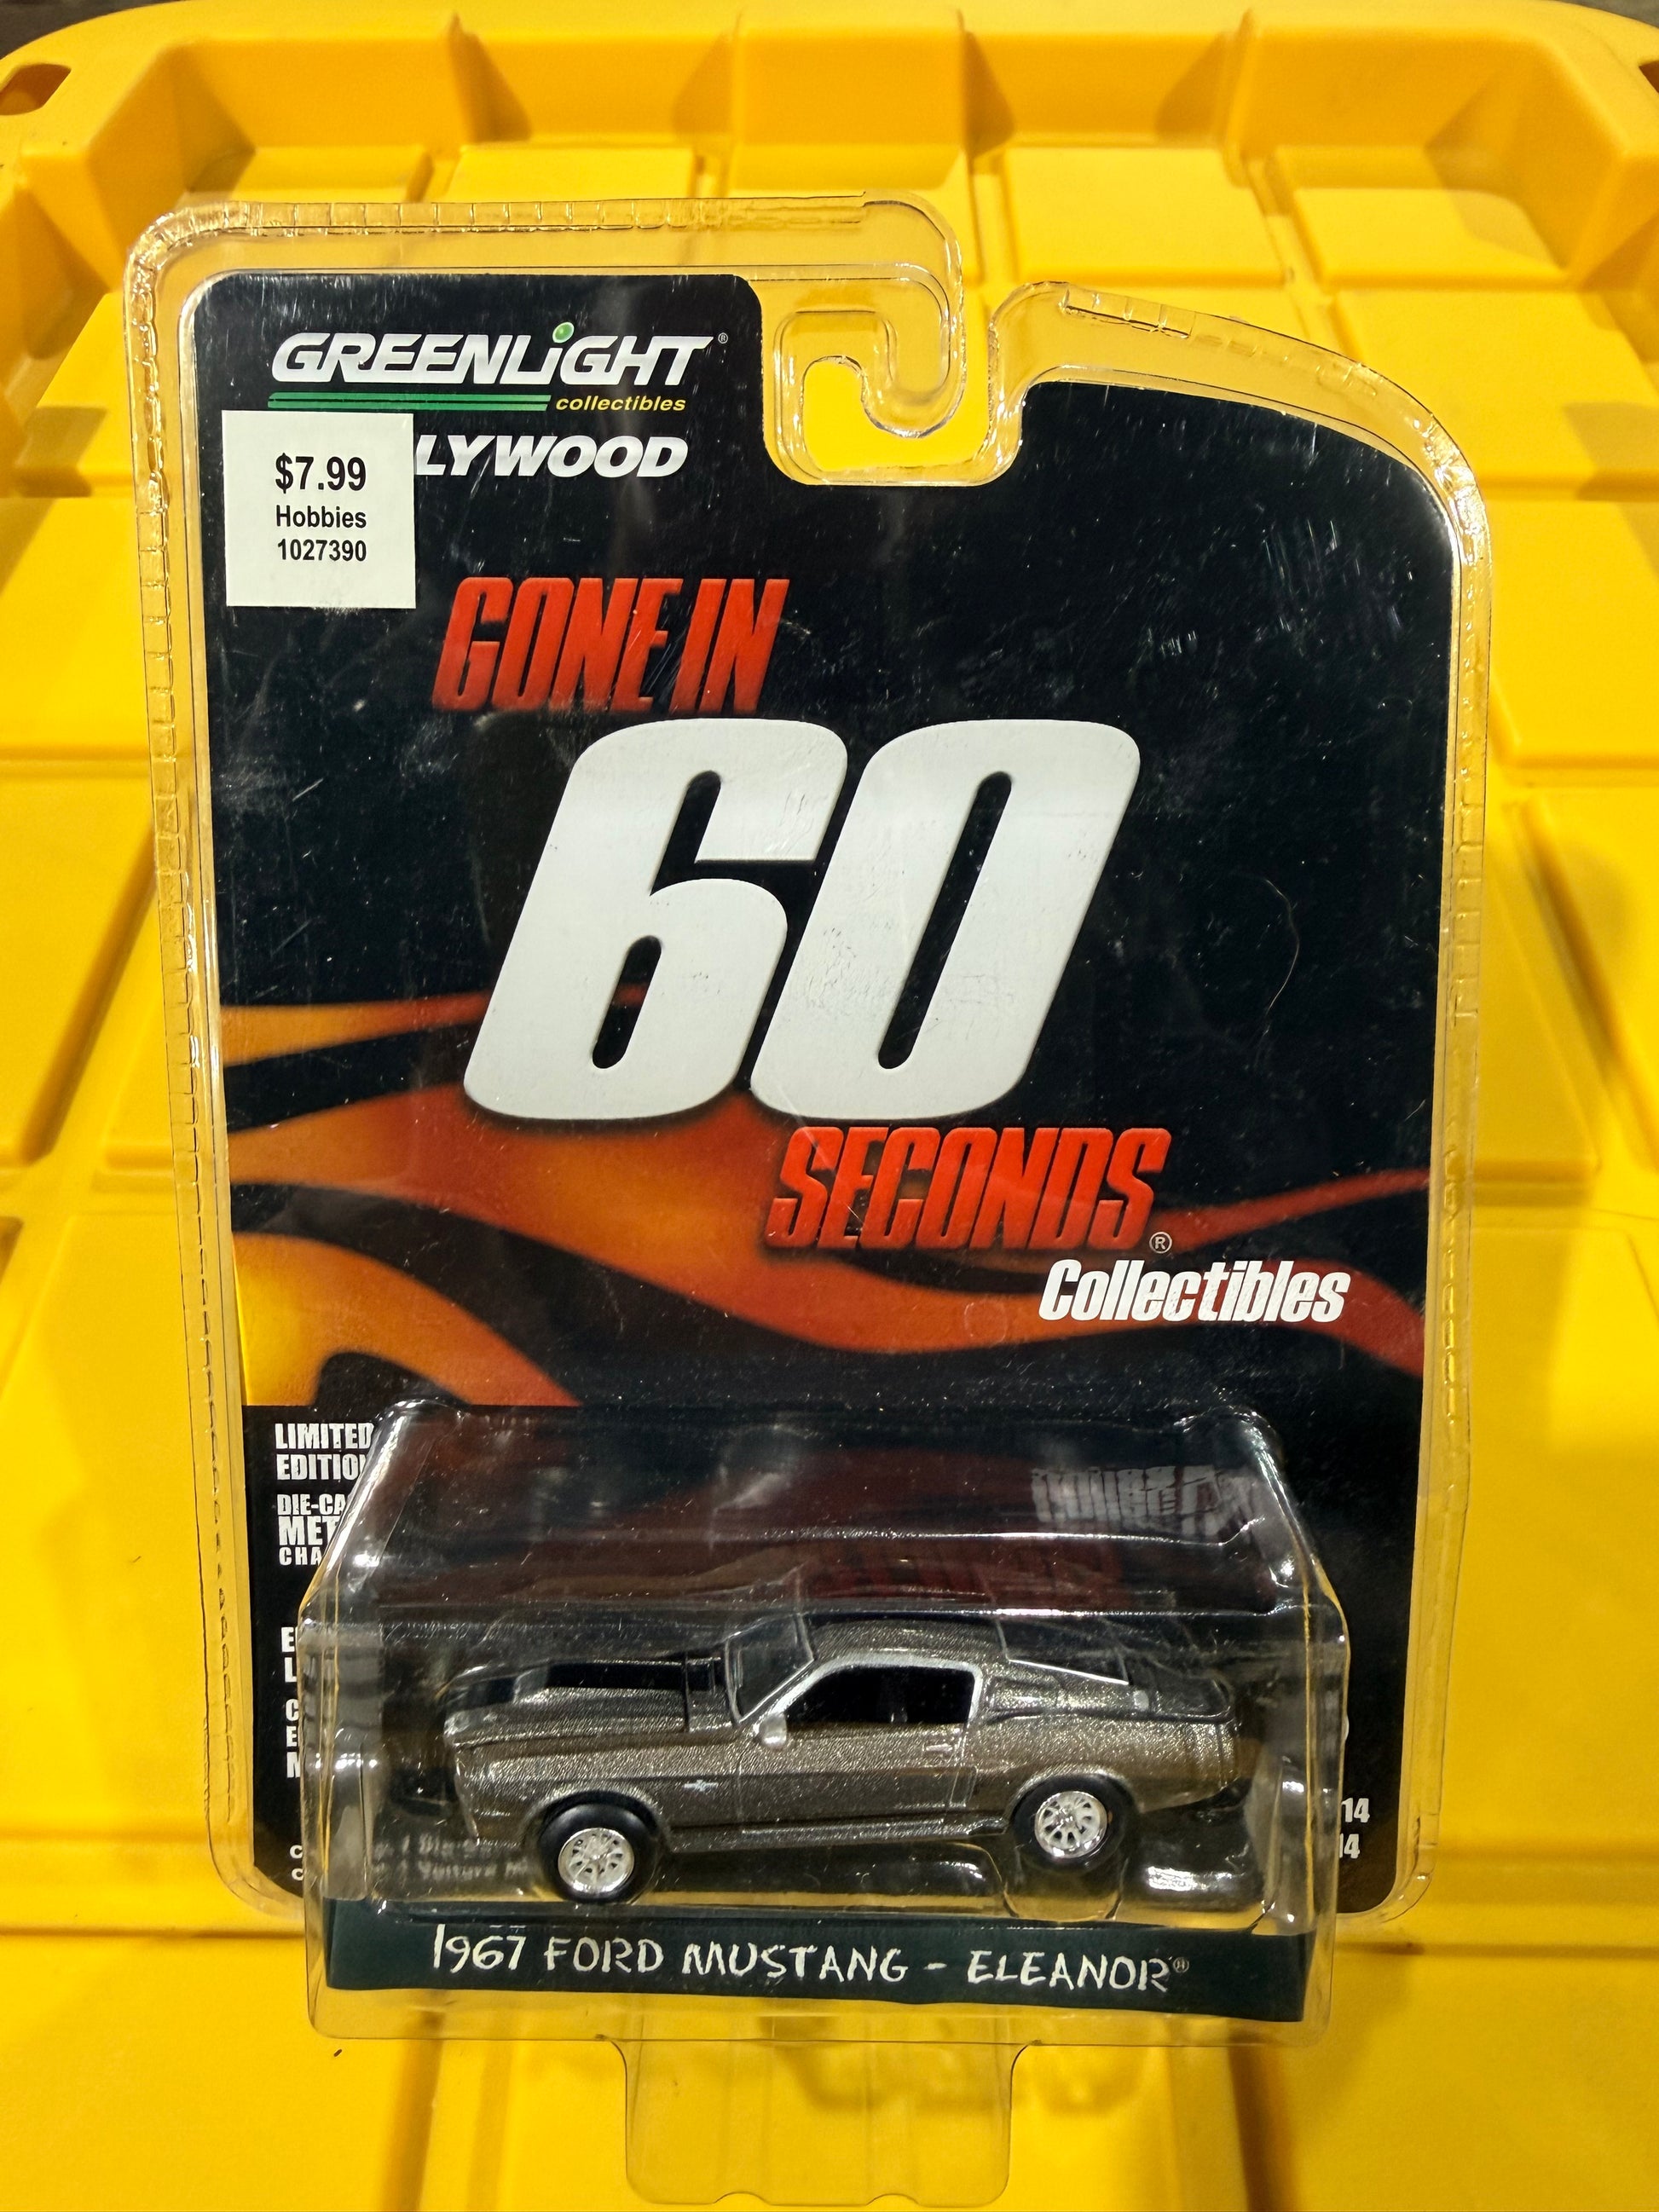 GREENLiGHT®
collectibles
LYWOOD
$7.99
Hobbies
1027390
GONE IN
60
SECONDS®
Collectibles
LIMITED
EDITIO
DIE-CA
MET
CHA
14
14
1967 FORD MUSTANG - ELEANOR®